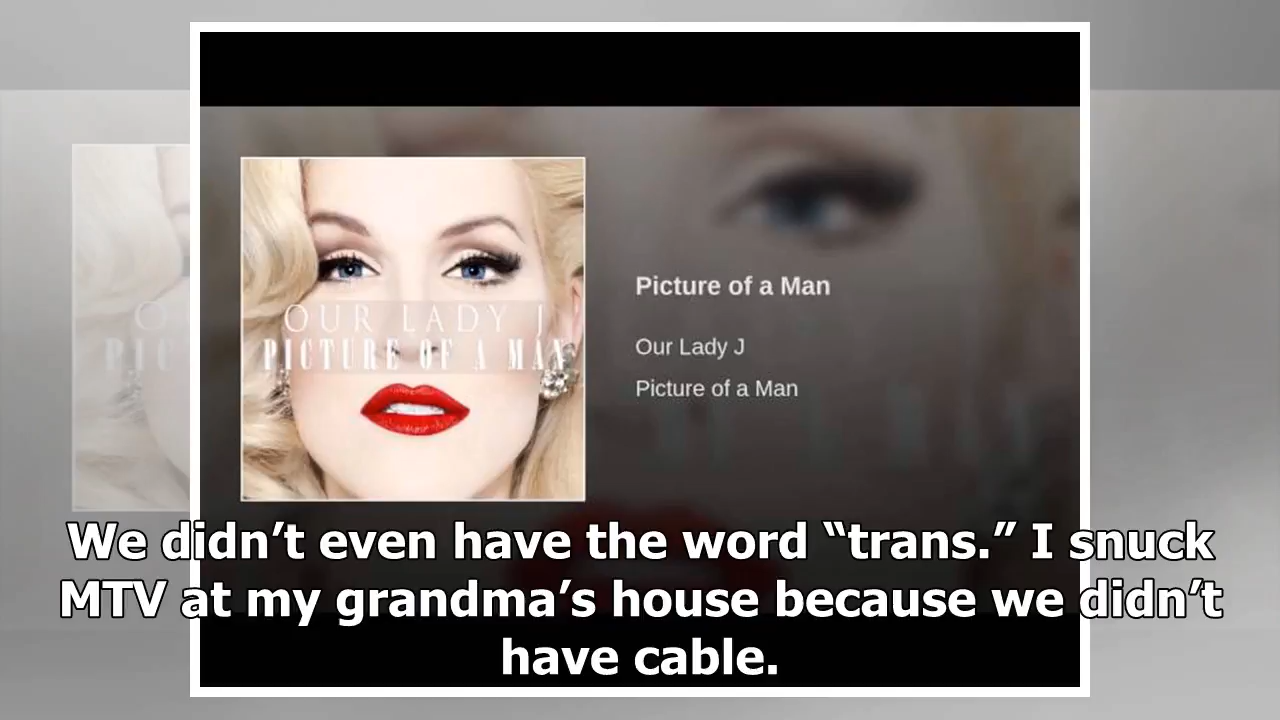 OUR LADY J
PICTURE OF A MAN
Picture of a Man
Our Lady J
Picture of a Man
We didn’t even have the word “trans.” I snuck
MTV at my grandma’s house because we didn’t
have cable.